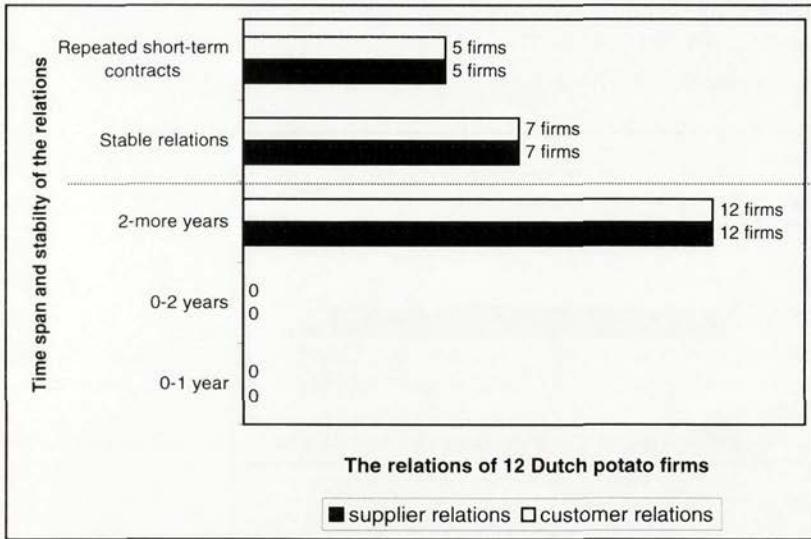 Time span and stabilty of the relations
Repeated short-term
contracts
5 firms
5 firms
Stable relations
7 firms
7 firms
2-more years
12 firms
12 firms
0-2 years
0
0
0-1 year
0
0
The relations of 12 Dutch potato firms
supplier relations customer relations